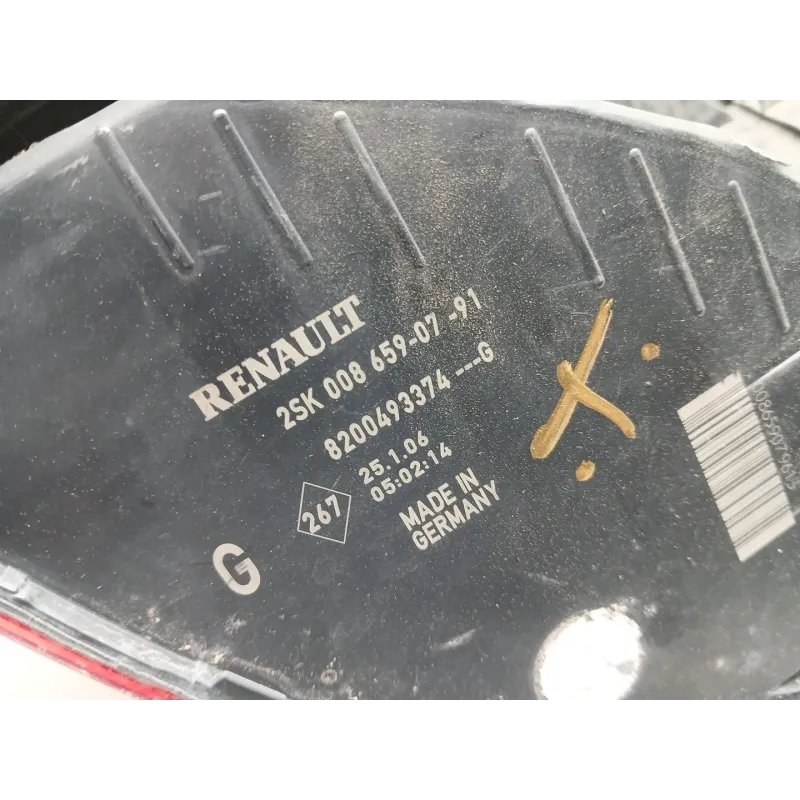 RENAULT
2SK 008 659-07 -91
8200493374 ---G
25.1.06
05:02:14
267
MADE IN
GERMANY
G